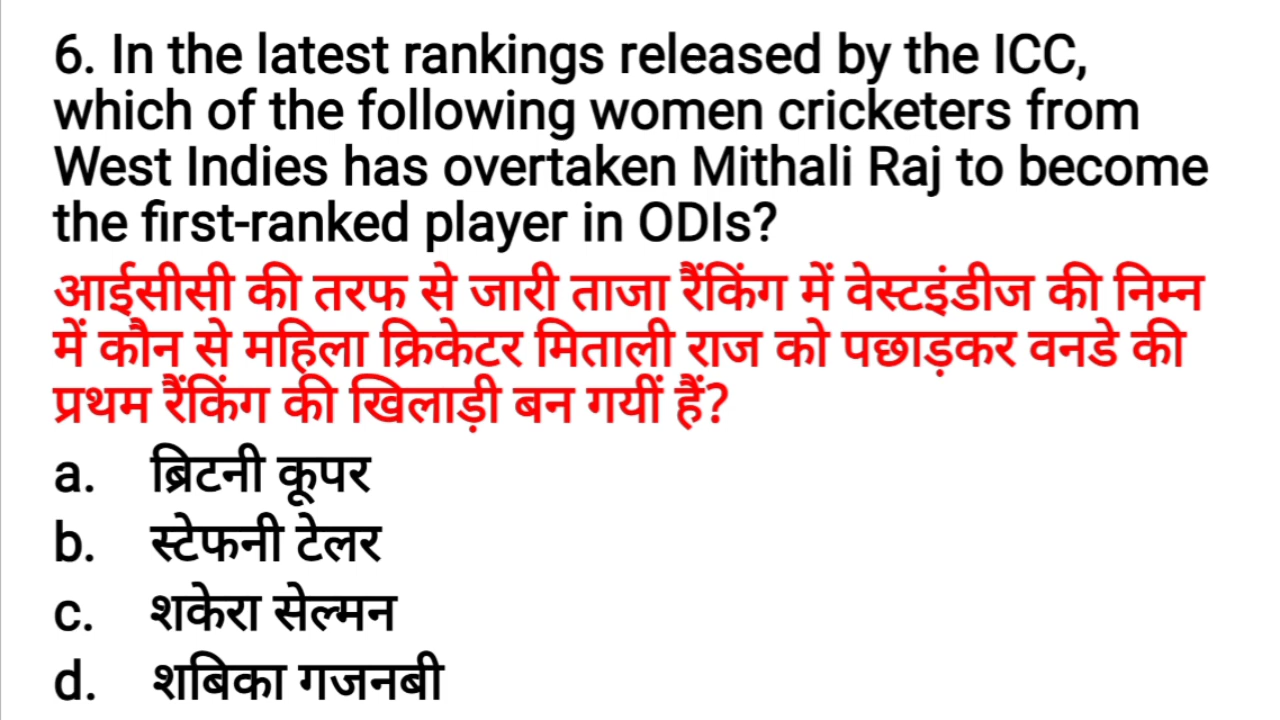 6. In the latest rankings released by the ICC,
which of the following women cricketers from
West Indies has overtaken Mithali Raj to become
the first-ranked player in ODIs?
आईसीसी की तरफ से जारी ताजा रैंकिंग में वेस्टइंडीज की निम्न
में कौन से महिला क्रिकेटर मिताली राज को पछाड़कर वनडे की
प्रथम रैंकिंग की खिलाड़ी बन गयीं हैं?
a. ब्रिटनी कूपर
b. स्टेफनी टेलर
c. शकेरा सेल्मन
d. शबिका गजनबी